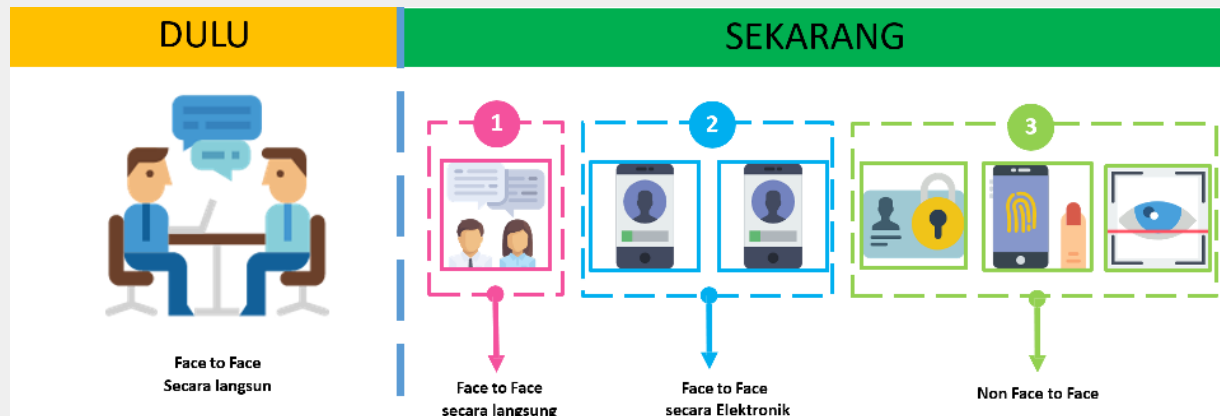 DULU
SEKARANG
1
2
3
Face to Face
Secara langsun
Face to Face
secara langsung
Face to Face
secara Elektronik
Non Face to Face